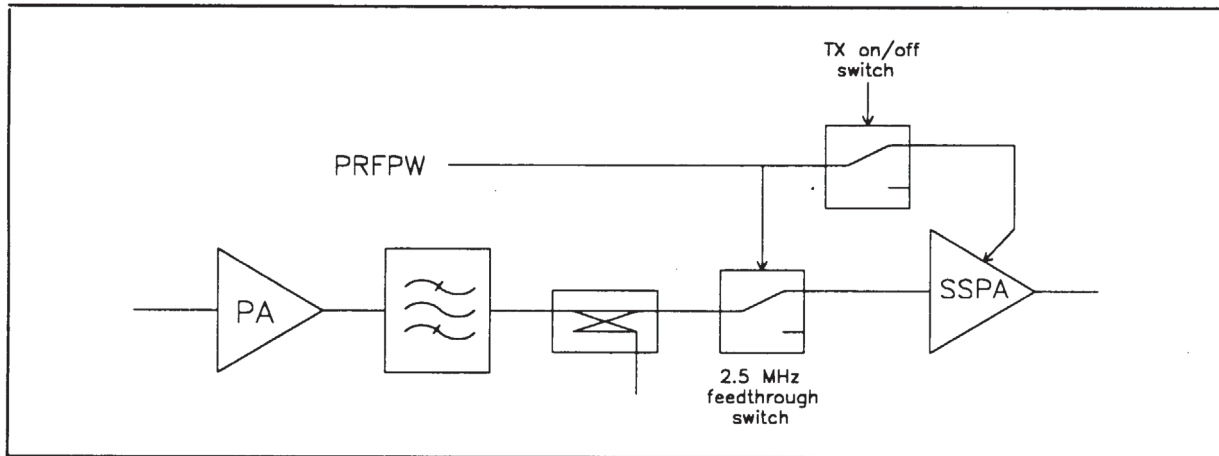 TX on/off
switch
PRFPW
PA
SSPA
2.5 MHz
feedthrough
switch